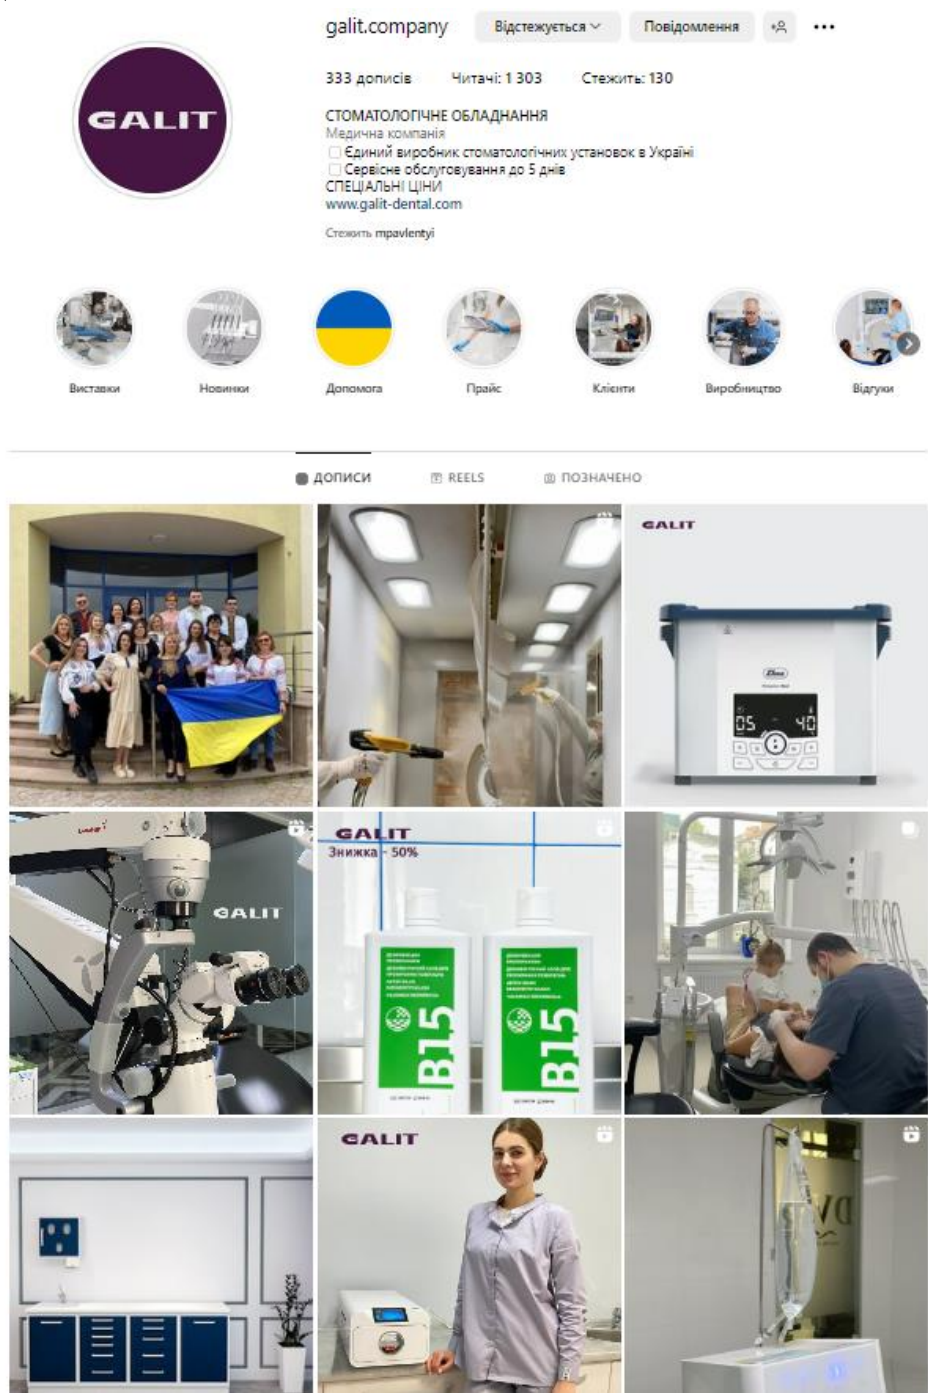 galit.company
Відстежується
Повідомлення
333 дописів
Читачі: 1 303
Стежить: 130
GALIT
СТОМАТОЛОГІЧНЕ ОБЛАДНАННЯ
Медична компанія
Єдиний виробник стоматологічних установок в Україні
Сервісне обслуговування до 5 днів
СПЕЦІАЛЬНІ ЦІНИ
www.galit-dental.com
Стежить mpavlentyi
Виставки
Новинки
Допомога
Прайс
Клієнти
Виробництво
Відгуки
ДОПИСИ
REELS
ПОЗНАЧЕНО
GALIT
05 - 40
GALIT
GALIT
Знижка - 50%
B15
B15
GALIT